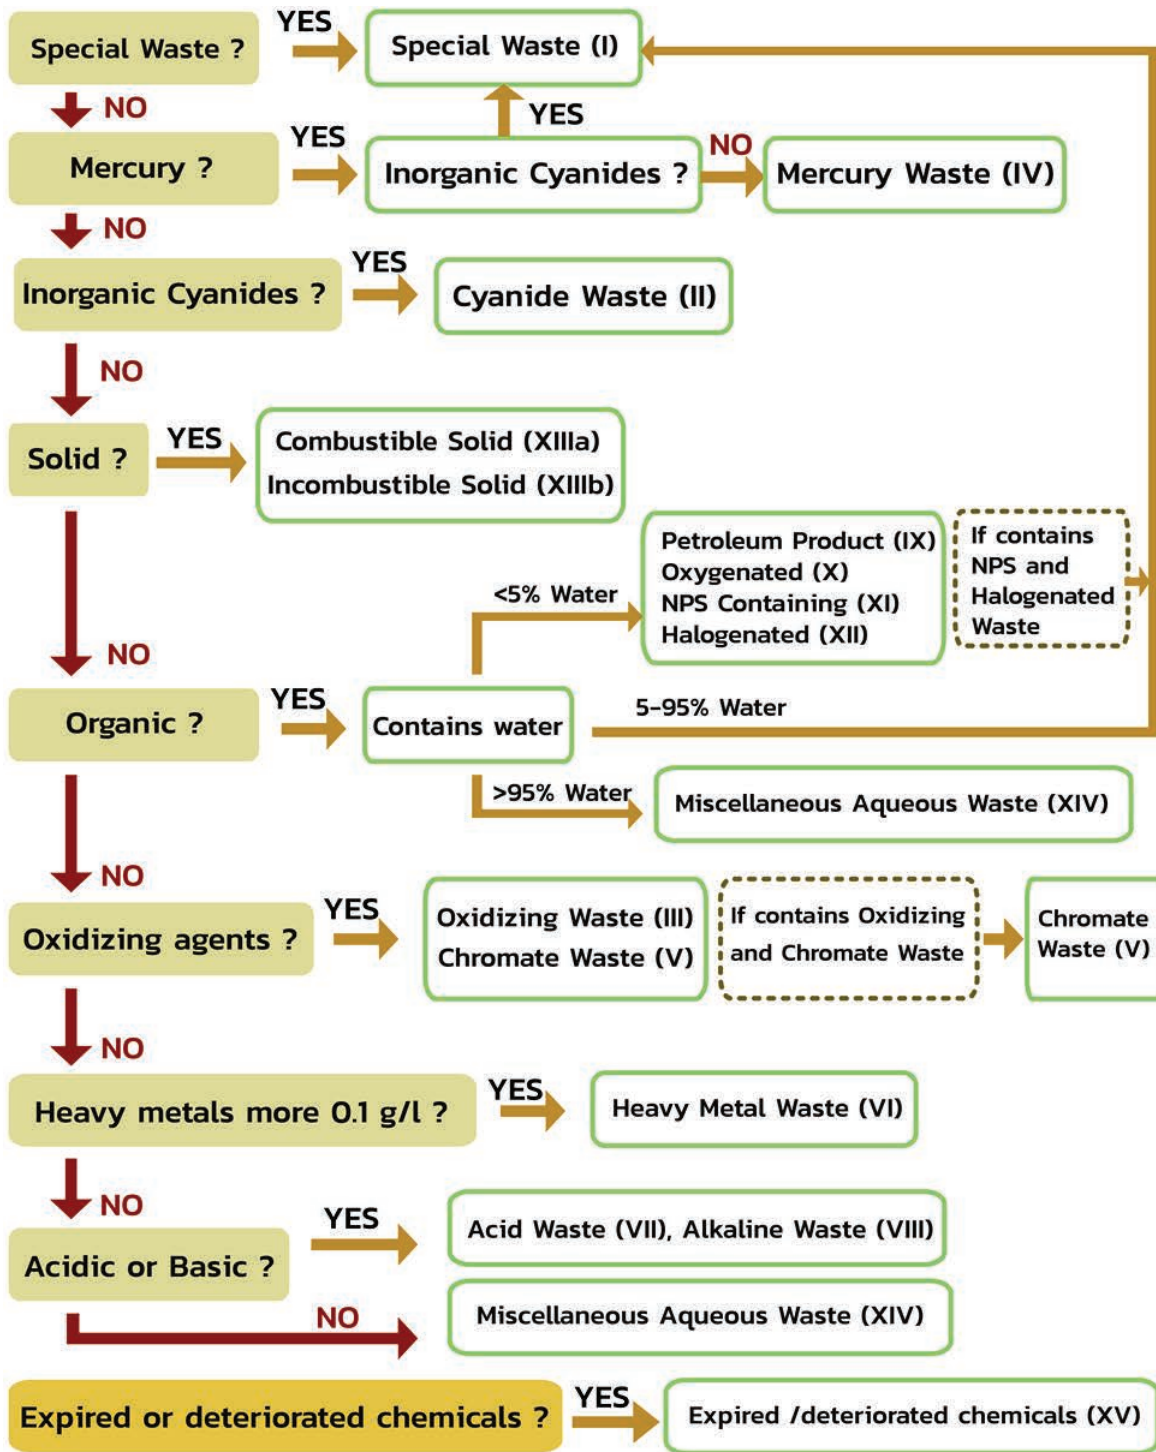 Special Waste ?
YES
Special Waste (I)
NO
YES
Mercury ?
YES
Inorganic Cyanides ?
NO
Mercury Waste (IV)
NO
Inorganic Cyanides ?
YES
Cyanide Waste (II)
NO
Solid ?
YES
Combustible Solid (XIIIa)
Incombustible Solid (XIIIb)
NO
Organic ?
YES
Contains water
<5% Water
Petroleum Product (IX)
Oxygenated (X)
NPS Containing (XI)
Halogenated (XII)
If contains
NPS and
Halogenated
Waste
5-95% Water
>95% Water
Miscellaneous Aqueous Waste (XIV)
NO
Oxidizing agents ?
YES
Oxidizing Waste (III)
Chromate Waste (V)
If contains Oxidizing
and Chromate Waste
Chromate
Waste (V)
NO
Heavy metals more 0.1 g/l ?
YES
Heavy Metal Waste (VI)
NO
Acidic or Basic ?
YES
Acid Waste (VII), Alkaline Waste (VIII)
NO
Miscellaneous Aqueous Waste (XIV)
Expired or deteriorated chemicals ?
YES
Expired /deteriorated chemicals (XV)